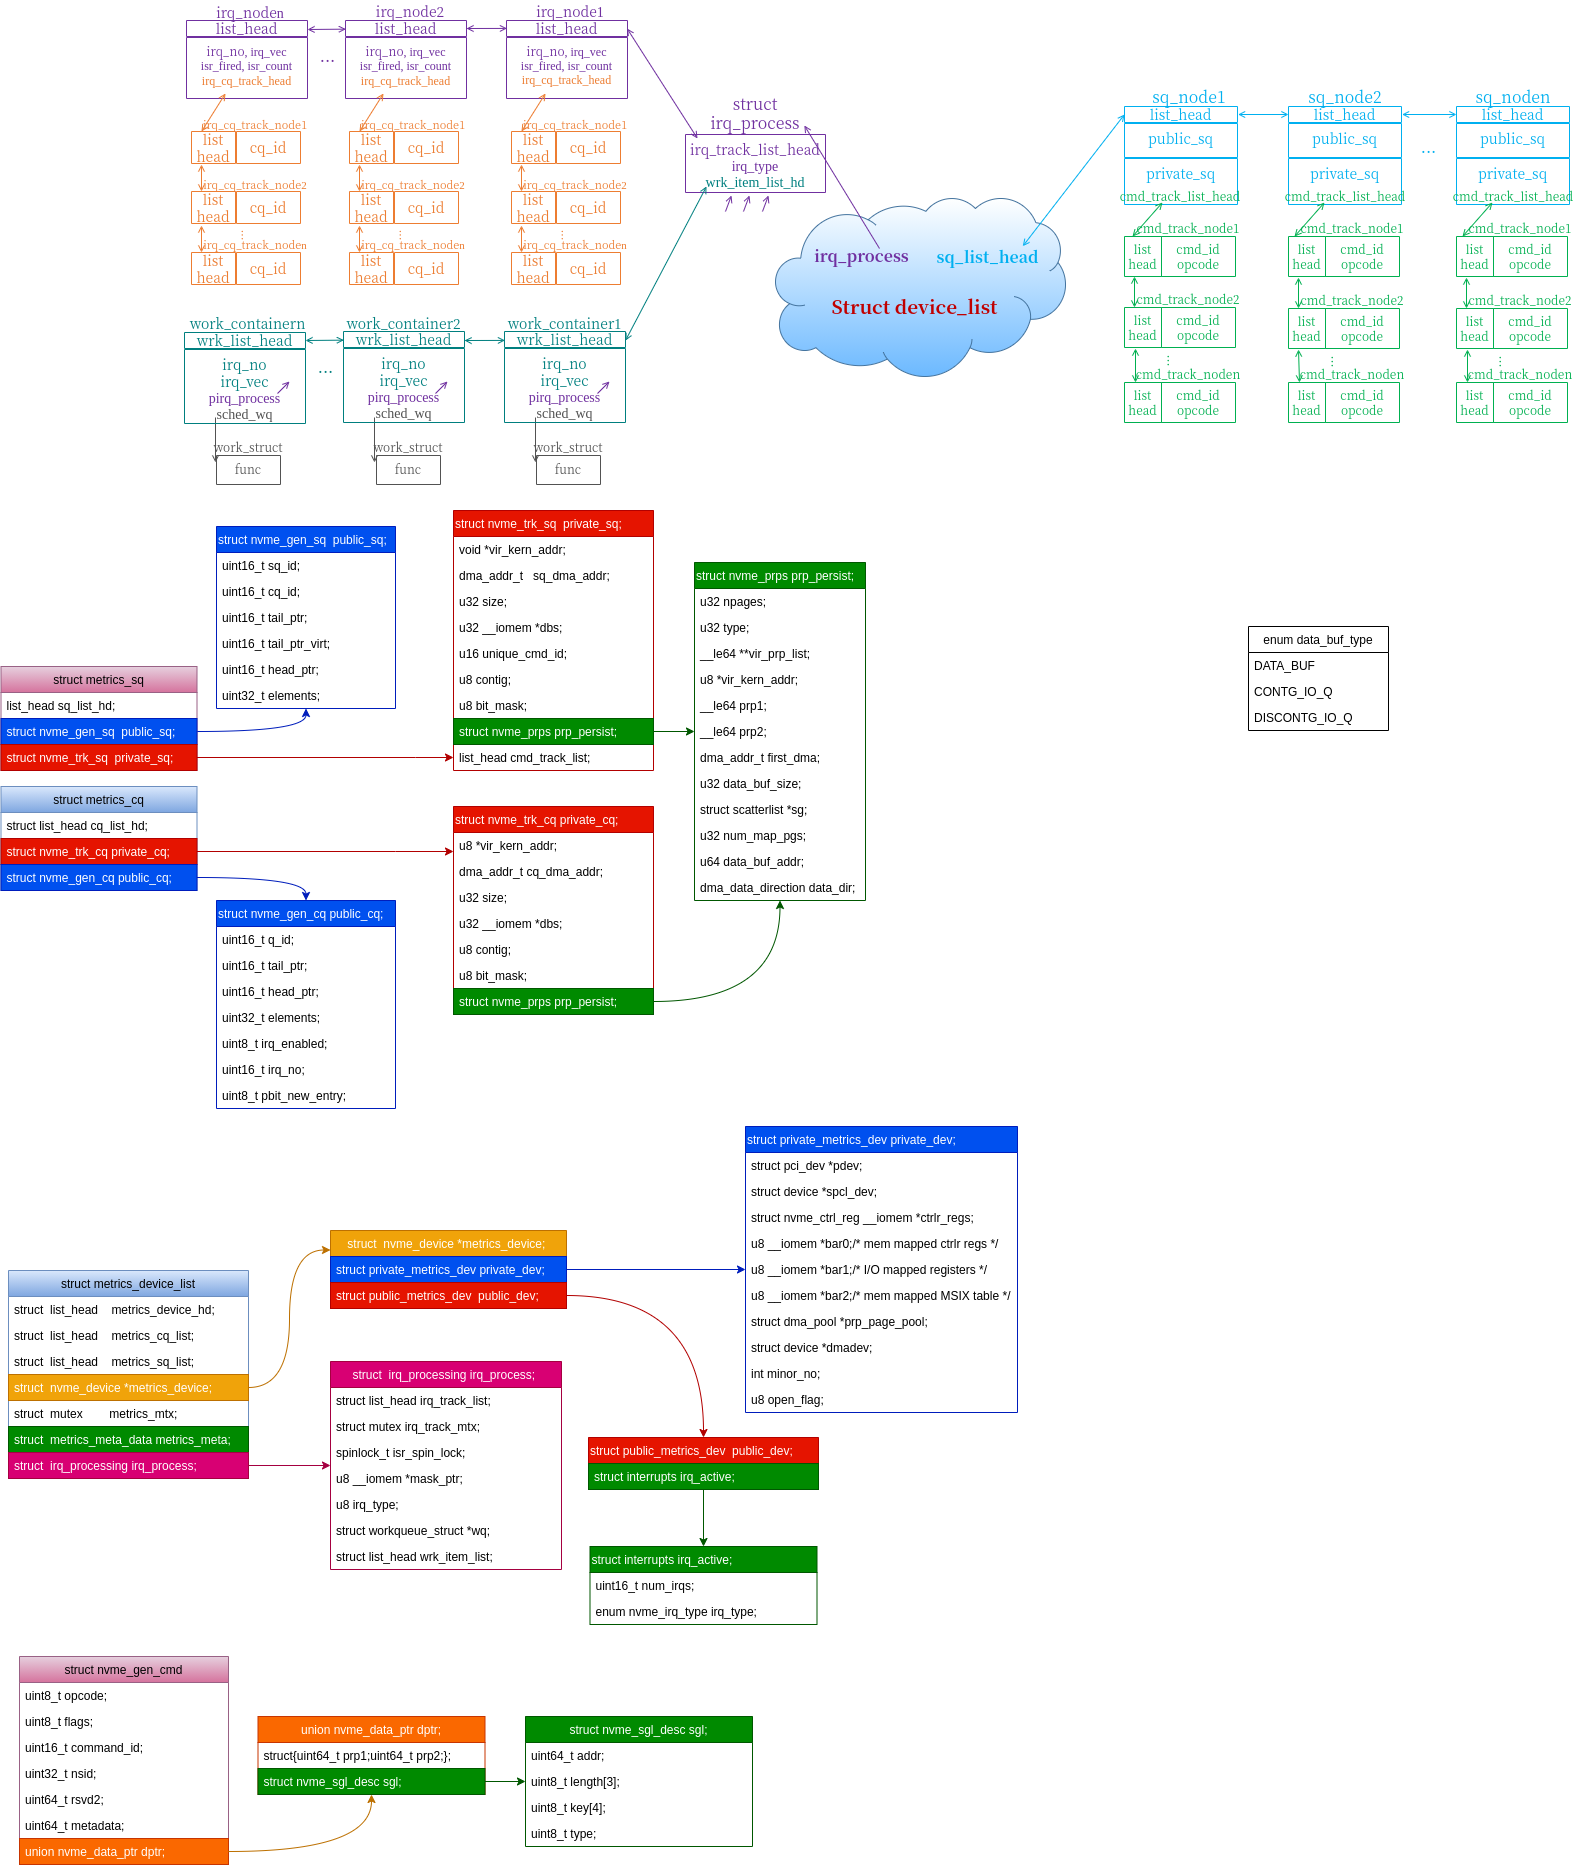 irq_noden
list_head
irq_no, irq_vec
isr_fired, isr_count
irq_cq_track_head
irq_cq_track_node1
list
head
cq_id
irq_cq_track_node2
list
head
cq_id
⋮
irq_cq_track_noden
list
head
cq_id
...
irq_node2
list_head
irq_no, irq_vec
isr_fired, isr_count
irq_cq_track_head
irq_cq_track_node1
list
head
cq_id
irq_cq_track_node2
list
head
cq_id
⋮
irq_cq_track_noden
list
head
cq_id
irq_node1
list_head
irq_no, irq_vec
isr_fired, isr_count
irq_cq_track_head
irq_cq_track_node1
list
head
cq_id
irq_cq_track_node2
list
head
cq_id
⋮
irq_cq_track_noden
list
head
cq_id
struct
irq_process
irq_track_list_head
irq_type
wrk_item_list_hd
irq_process
sq_list_head
Struct device_list
sq_node1
list_head
public_sq
private_sq
cmd_track_list_head
cmd_track_node1
list
head
cmd_id
opcode
cmd_track_node2
list
head
cmd_id
opcode
⋮
cmd_track_noden
list
head
cmd_id
opcode
sq_node2
list_head
public_sq
private_sq
cmd_track_list_head
cmd_track_node1
list
head
cmd_id
opcode
cmd_track_node2
list
head
cmd_id
opcode
⋮
cmd_track_noden
list
head
cmd_id
opcode
...
sq_noden
list_head
public_sq
private_sq
cmd_track_list_head
cmd_track_node1
list
head
cmd_id
opcode
cmd_track_node2
list
head
cmd_id
opcode
⋮
cmd_track_noden
list
head
cmd_id
opcode
work_containern
wrk_list_head
irq_no
irq_vec
pirq_process
sched_wq
work_struct
func
...
work_container2
wrk_list_head
irq_no
irq_vec
pirq_process
sched_wq
work_struct
func
work_container1
wrk_list_head
irq_no
irq_vec
pirq_process
sched_wq
work_struct
func
struct metrics_sq
list_head sq_list_hd;
struct nvme_gen_sq  public_sq;
struct nvme_trk_sq  private_sq;
struct nvme_gen_sq  public_sq;
uint16_t sq_id;
uint16_t cq_id;
uint16_t tail_ptr;
uint16_t tail_ptr_virt;
uint16_t head_ptr;
uint32_t elements;
struct nvme_trk_sq  private_sq;
void *vir_kern_addr;
dma_addr_t   sq_dma_addr;
u32 size;
u32 __iomem *dbs;
u16 unique_cmd_id;
u8 contig;
u8 bit_mask;
struct nvme_prps prp_persist;
list_head cmd_track_list;
struct nvme_prps prp_persist;
u32 npages;
u32 type;
__le64 **vir_prp_list;
u8 *vir_kern_addr;
__le64 prp1;
__le64 prp2;
dma_addr_t first_dma;
u32 data_buf_size;
struct scatterlist *sg;
u32 num_map_pgs;
u64 data_buf_addr;
dma_data_direction data_dir;
enum data_buf_type
DATA_BUF
CONTG_IO_Q
DISCONTG_IO_Q
struct metrics_cq
struct list_head cq_list_hd;
struct nvme_trk_cq private_cq;
struct nvme_gen_cq public_cq;
struct nvme_trk_cq private_cq;
u8 *vir_kern_addr;
dma_addr_t cq_dma_addr;
u32 size;
u32 __iomem *dbs;
u8 contig;
u8 bit_mask;
struct nvme_prps prp_persist;
struct nvme_gen_cq public_cq;
uint16_t q_id;
uint16_t tail_ptr;
uint16_t head_ptr;
uint32_t elements;
uint8_t irq_enabled;
uint16_t irq_no;
uint8_t pbit_new_entry;
struct metrics_device_list
struct  list_head    metrics_device_hd;
struct  list_head    metrics_cq_list;
struct  list_head    metrics_sq_list;
struct  nvme_device *metrics_device;
struct  mutex        metrics_mtx;
struct  metrics_meta_data metrics_meta;
struct  irq_processing irq_process;
struct  nvme_device *metrics_device;
struct private_metrics_dev private_dev;
struct public_metrics_dev  public_dev;
struct  irq_processing irq_process;
struct list_head irq_track_list;
struct mutex irq_track_mtx;
spinlock_t isr_spin_lock;
u8 __iomem *mask_ptr;
u8 irq_type;
struct workqueue_struct *wq;
struct list_head wrk_item_list;
struct private_metrics_dev private_dev;
struct pci_dev *pdev;
struct device *spcl_dev;
struct nvme_ctrl_reg __iomem *ctrlr_regs;
u8 __iomem *bar0;/* mem mapped ctrlr regs */
u8 __iomem *bar1;/* I/O mapped registers */
u8 __iomem *bar2;/* mem mapped MSIX table */
struct dma_pool *prp_page_pool;
struct device *dmadev;
int minor_no;
u8 open_flag;
struct public_metrics_dev  public_dev;
struct interrupts irq_active;
struct interrupts irq_active;
uint16_t num_irqs;
enum nvme_irq_type irq_type;
struct nvme_gen_cmd
uint8_t opcode;
uint8_t flags;
uint16_t command_id;
uint32_t nsid;
uint64_t rsvd2;
uint64_t metadata;
union nvme_data_ptr dptr;
union nvme_data_ptr dptr;
struct{uint64_t prp1;uint64_t prp2;};
struct nvme_sgl_desc sgl;
struct nvme_sgl_desc sgl;
uint64_t addr;
uint8_t length[3];
uint8_t key[4];
uint8_t type;